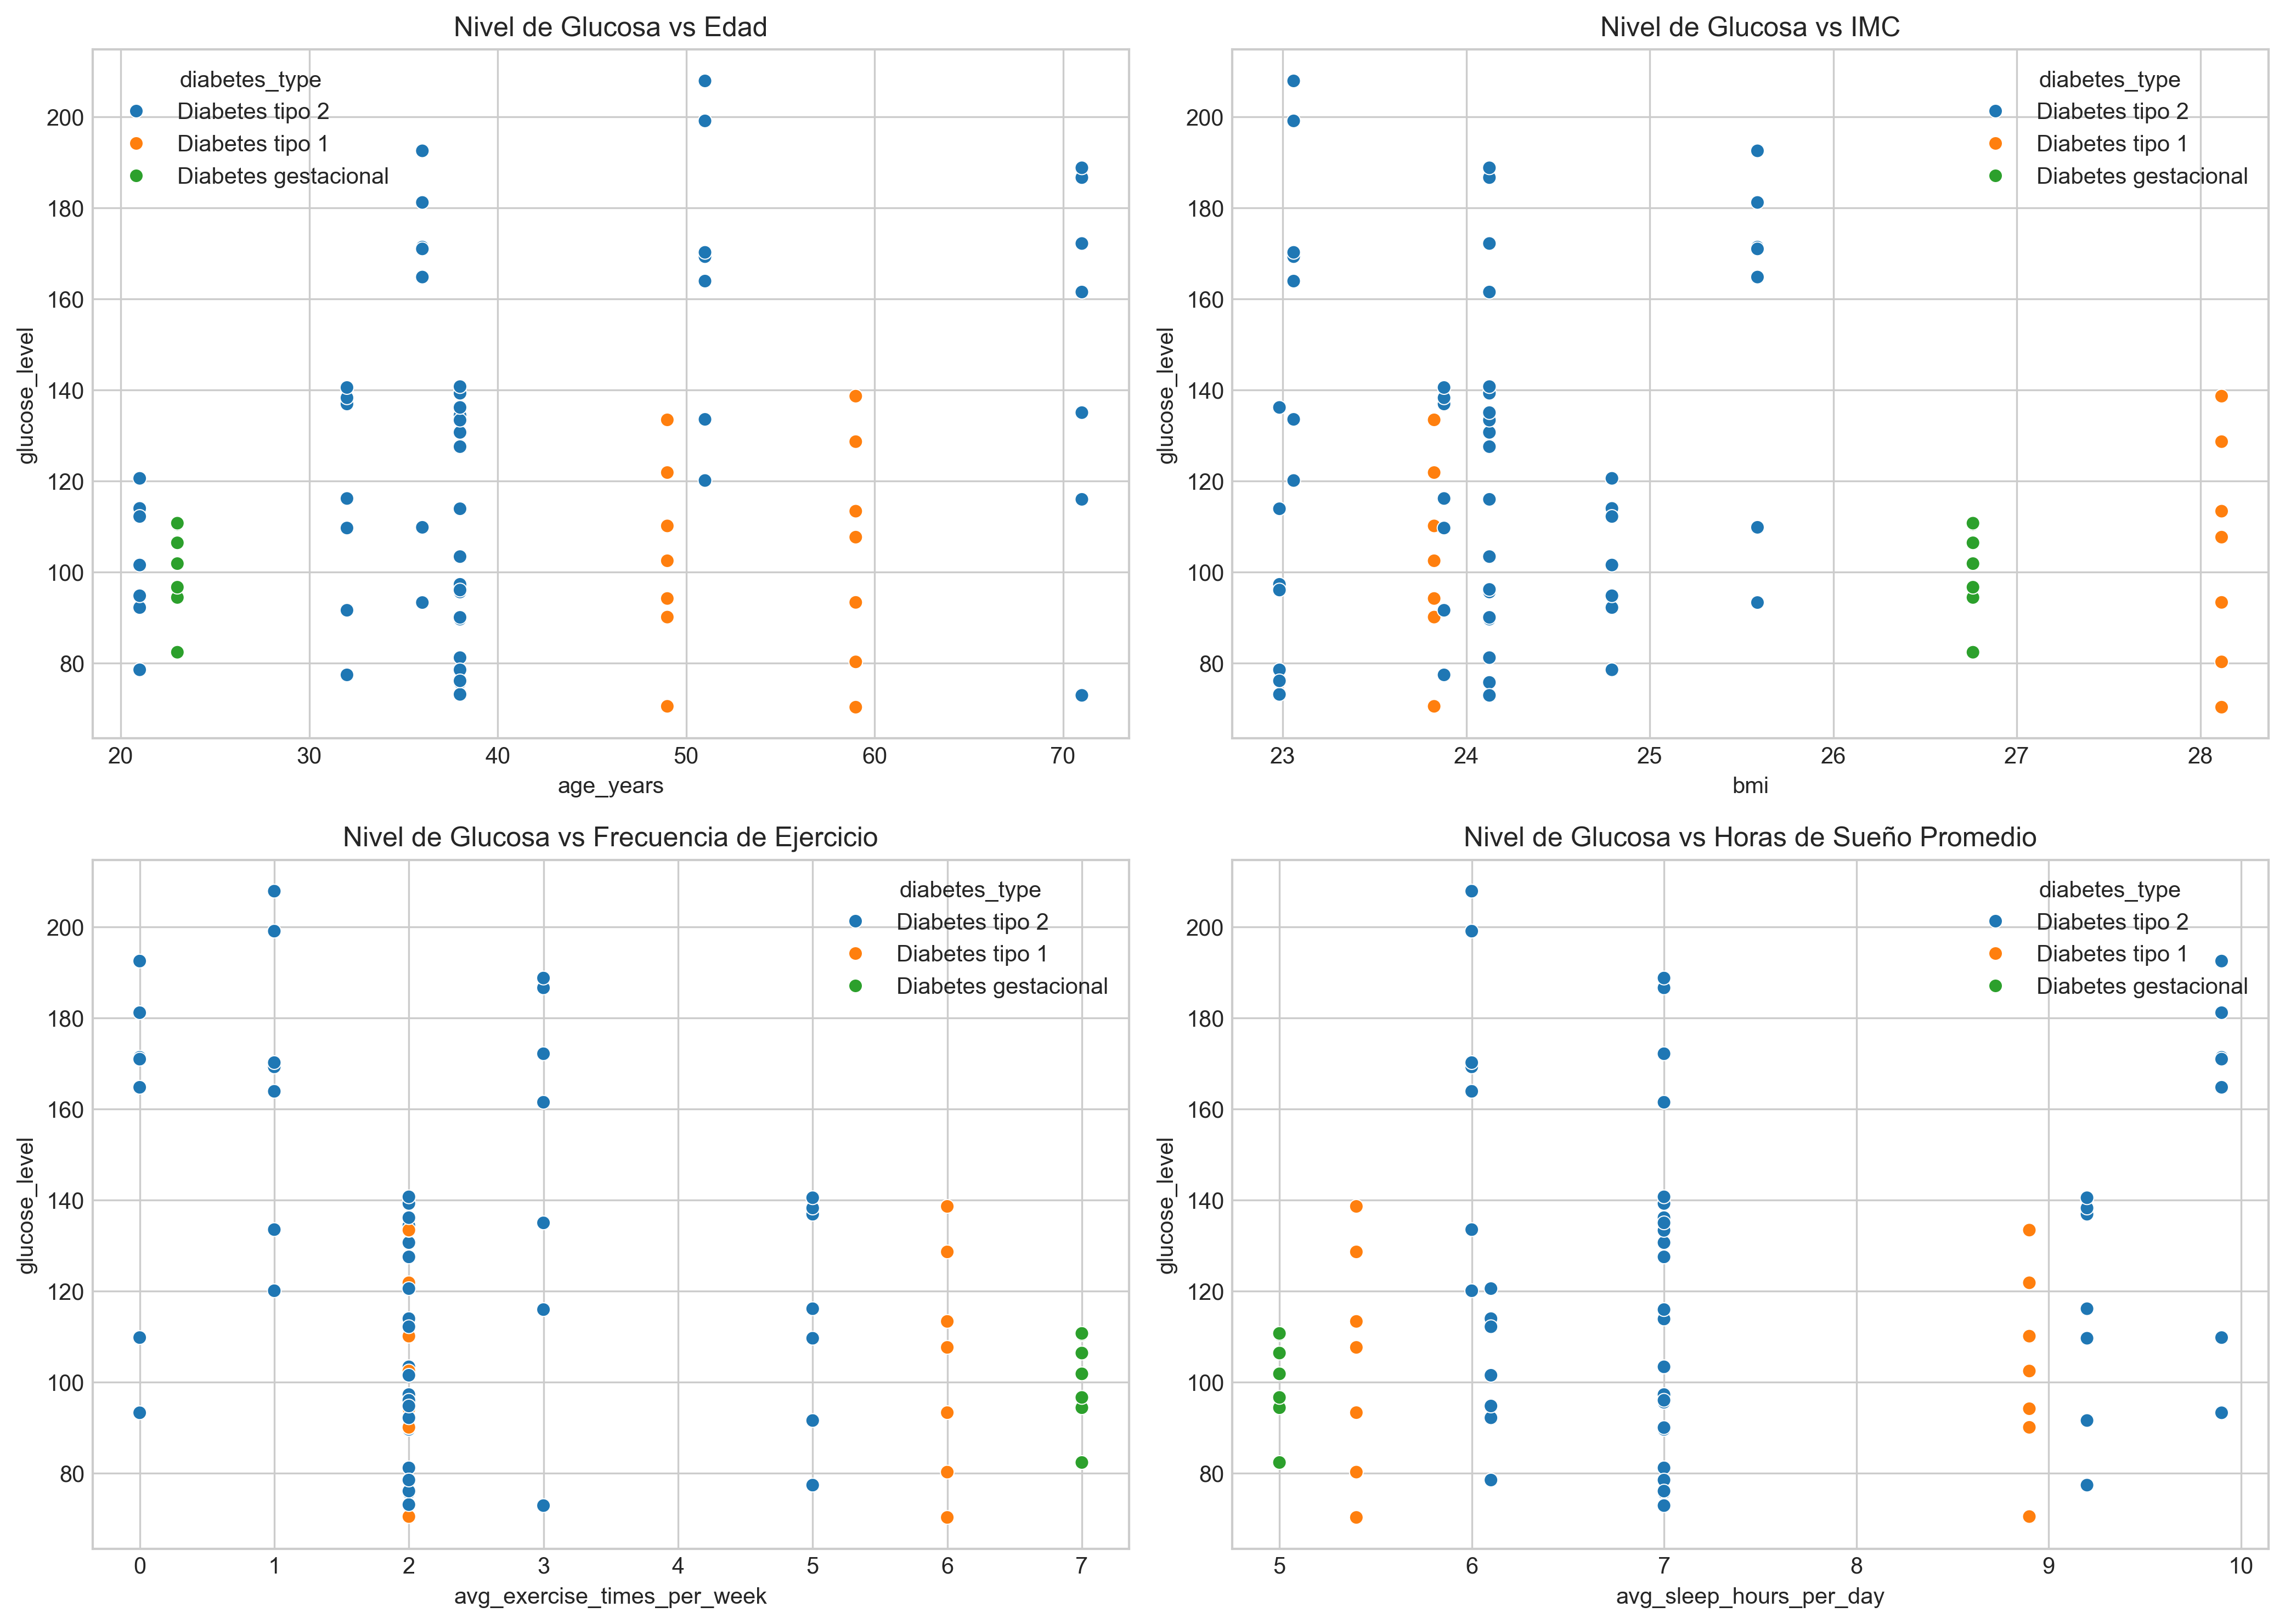 Nivel de Glucosa vs Edad
diabetes_type
Diabetes tipo 2
Diabetes tipo 1
Diabetes gestacional
glucose_level
200
180
160
140
120
100
80
20 30 40 50 60 70
age_years
Nivel de Glucosa vs IMC
diabetes_type
Diabetes tipo 2
Diabetes tipo 1
Diabetes gestacional
glucose_level
200
180
160
140
120
100
80
23 24 25 26 27 28
bmi
Nivel de Glucosa vs Frecuencia de Ejercicio
diabetes_type
Diabetes tipo 2
Diabetes tipo 1
Diabetes gestacional
glucose_level
200
180
160
140
120
100
80
0 1 2 3 4 5 6 7
avg_exercise_times_per_week
Nivel de Glucosa vs Horas de Sueño Promedio
diabetes_type
Diabetes tipo 2
Diabetes tipo 1
Diabetes gestacional
glucose_level
200
180
160
140
120
100
80
5 6 7 8 9 10
avg_sleep_hours_per_day